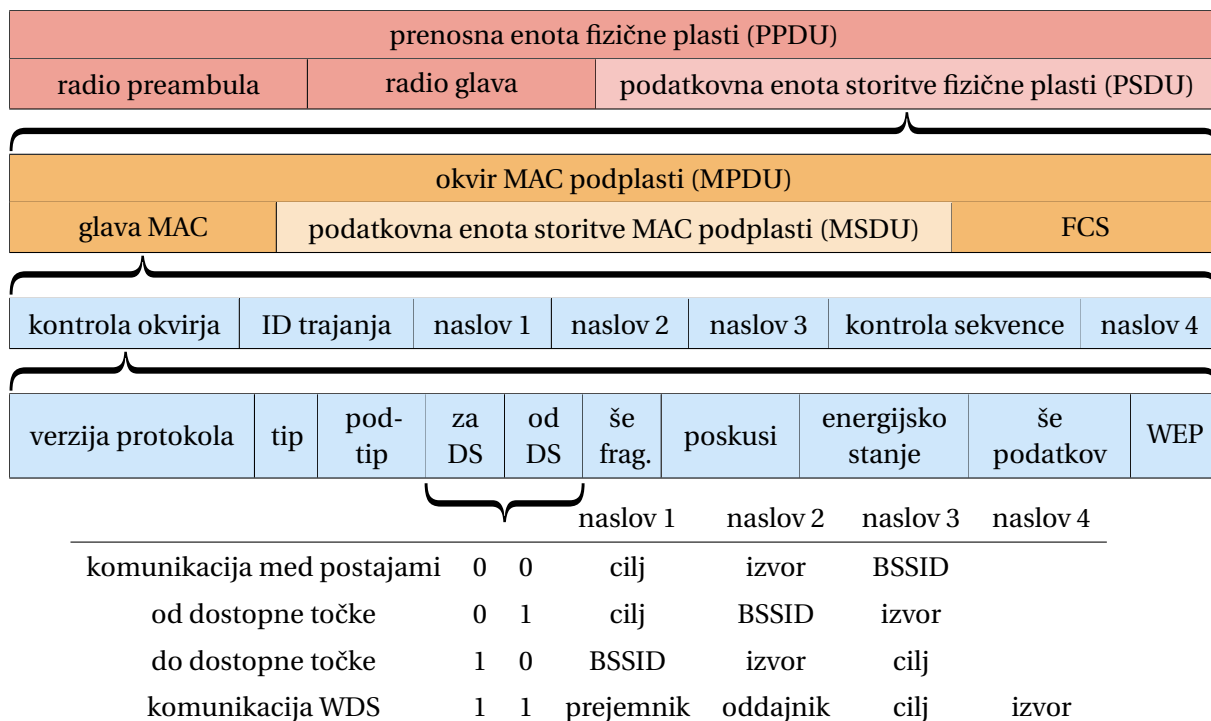 prenosna enota fizične plasti (PPDU)
radio preambula radio glava podatkovna enota storitve fizične plasti (PSDU)
okvir MAC podplasti (MPDU)
glava MAC podatkovna enota storitve MAC podplasti (MSDU) FCS
kontrola okvirja ID trajanja naslov 1 naslov 2 naslov 3 kontrola sekvence naslov 4
verzija protokola tip pod-
tip za
DS od
DS še
frag. poskusi energijsko
stanje še
podatkov WEP
naslov 1 naslov 2 naslov 3 naslov 4
komunikacija med postajami 0 0 cilj izvor BSSID
od dostopne točke 0 1 cilj BSSID izvor
do dostopne točke 1 0 BSSID izvor cilj
komunikacija WDS 1 1 prejemnik oddajnik cilj izvor